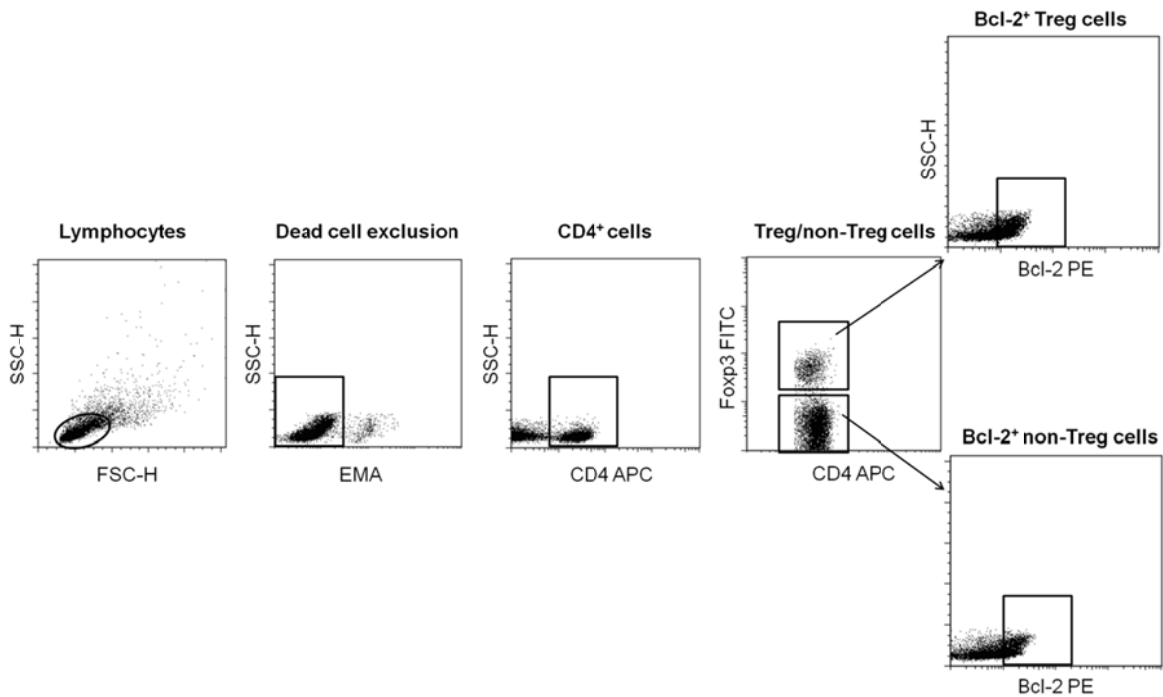 Bcl-2⁺ Treg cells
SSC-H
Bcl-2 PE
Lymphocytes
SSC-H
FSC-H
Dead cell exclusion
SSC-H
EMA
CD4⁺ cells
SSC-H
CD4 APC
Treg/non-Treg cells
Foxp3 FITC
CD4 APC
Bcl-2⁺ non-Treg cells
Bcl-2 PE